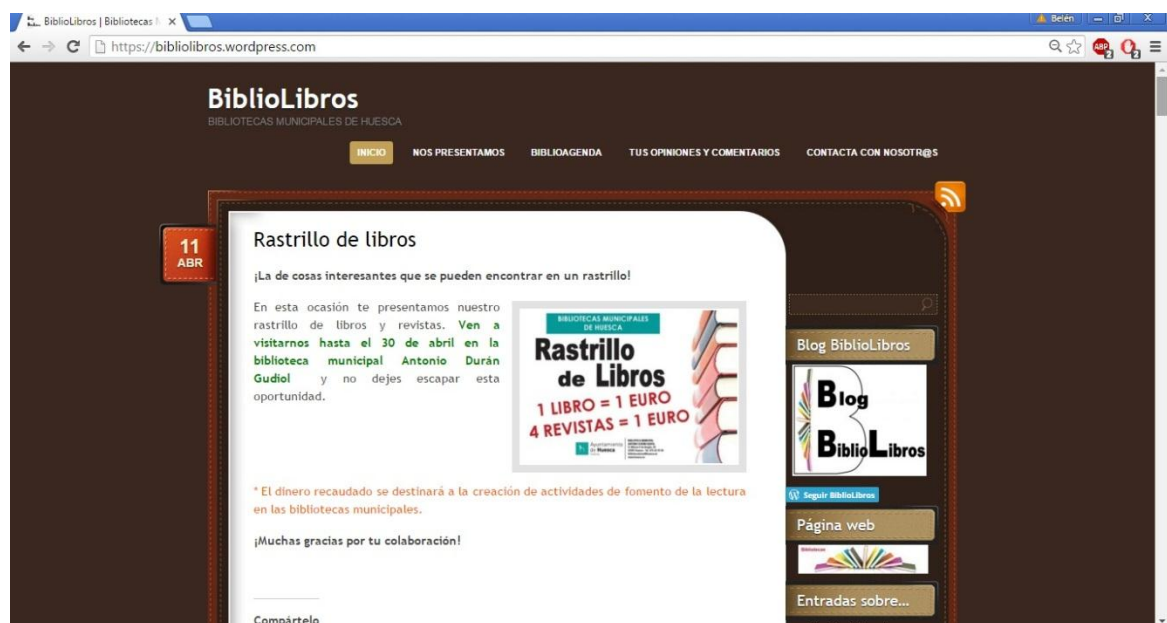 BiblioLibros | Bibliotecas
Belén
https://bibliolibros.wordpress.com
BiblioLibros
BIBLIOTECAS MUNICIPALES DE HUESCA
INICIO NOS PRESENTAMOS BIBLIOAGENDA TUS OPINIONES Y COMENTARIOS CONTACTA CON NOSOTR@S
11
ABR
Rastrillo de libros
¡La de cosas interesantes que se pueden encontrar en un rastrillo!
En esta ocasión te presentamos nuestro
rastrillo de libros y revistas. Ven a
visitarnos hasta el 30 de abril en la
biblioteca municipal Antonio Durán
Gudiol y no dejes escapar esta
oportunidad.
BIBLIOTECAS MUNICIPALES
DE HUESCA
Rastrillo
de Libros
1 LIBRO = 1 EURO
4 REVISTAS = 1 EURO
Ayuntamiento
de Huesca
* El dinero recaudado se destinará a la creación de actividades de fomento de la lectura
en las bibliotecas municipales.
¡Muchas gracias por tu colaboración!
Compártelo
Blog BiblioLibros
Blog
BiblioLibros
Seguir BiblioLibros
Página web
Bibliotecas
Entradas sobre...